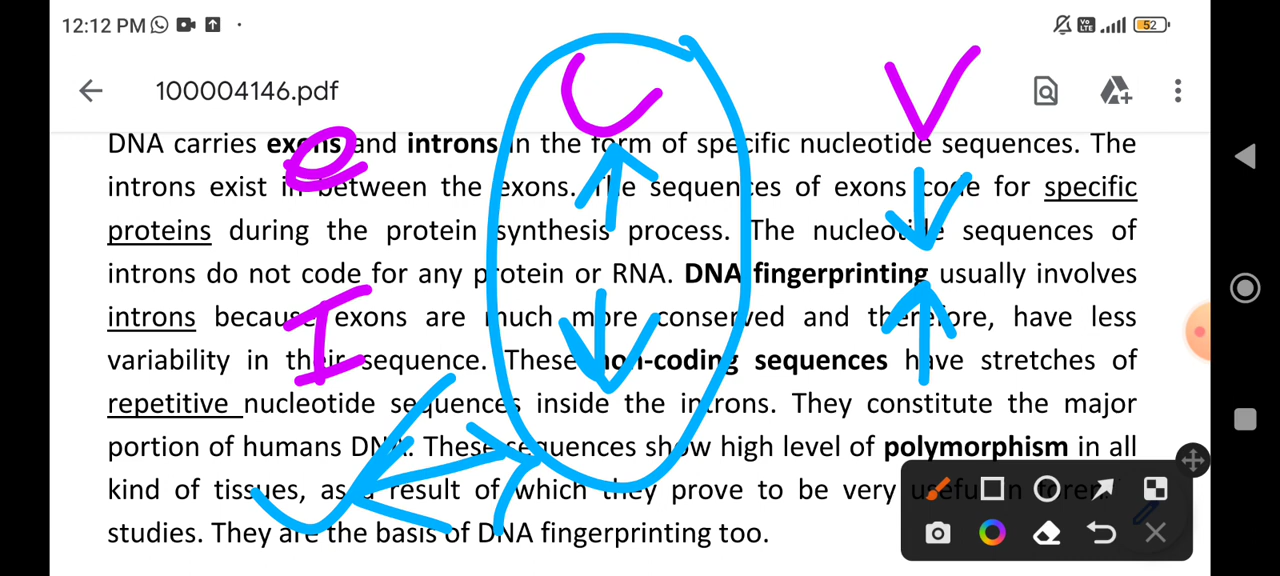 12:12 PM
52
100004146.pdf
C V
DNA carries exons and introns in the form of specific nucleotide sequences. The
introns exist in between the exons. The sequences of exons code for specific
proteins during the protein synthesis process. The nucleotide sequences of
introns do not code for any protein or RNA. DNA fingerprinting usually involves
I
introns because exons are much more conserved and therefore, have less
variability in their sequence. These non-coding sequences have stretches of
repetitive nucleotide sequences inside the introns. They constitute the major
portion of humans DNA. These sequences show high level of polymorphism in all
kind of tissues, as a result of which they prove to be very useful in
studies. They are the basis of DNA fingerprinting too.